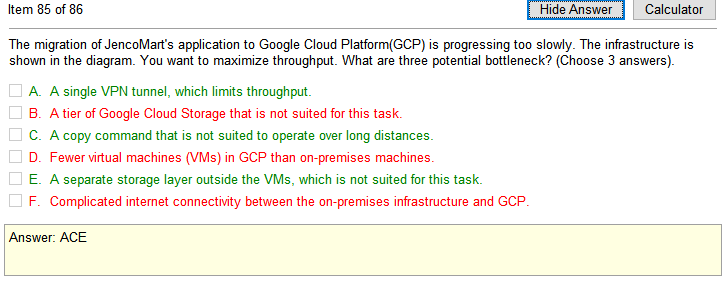 Item 85 of 86
Hide Answer
Calculator
The migration of JencoMart's application to Google Cloud Platform(GCP) is progressing too slowly. The infrastructure is
shown in the diagram. You want to maximize throughput. What are three potential bottleneck? (Choose 3 answers).
A. A single VPN tunnel, which limits throughput.
B. A tier of Google Cloud Storage that is not suited for this task.
C. A copy command that is not suited to operate over long distances.
D. Fewer virtual machines (VMs) in GCP than on-premises machines.
E. A separate storage layer outside the VMs, which is not suited for this task.
F. Complicated internet connectivity between the on-premises infrastructure and GCP.
Answer: ACE